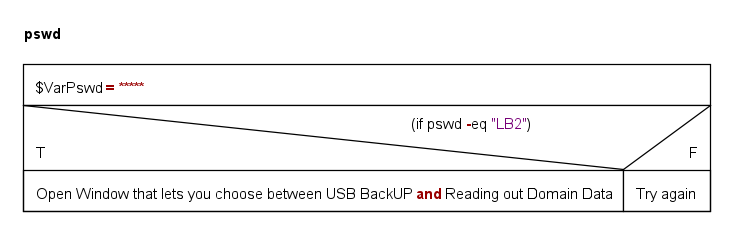 pswd
$VarPswd = *****
(if pswd -eq "LB2")
T
F
Open Window that lets you choose between USB BackUP and Reading out Domain Data
Try again